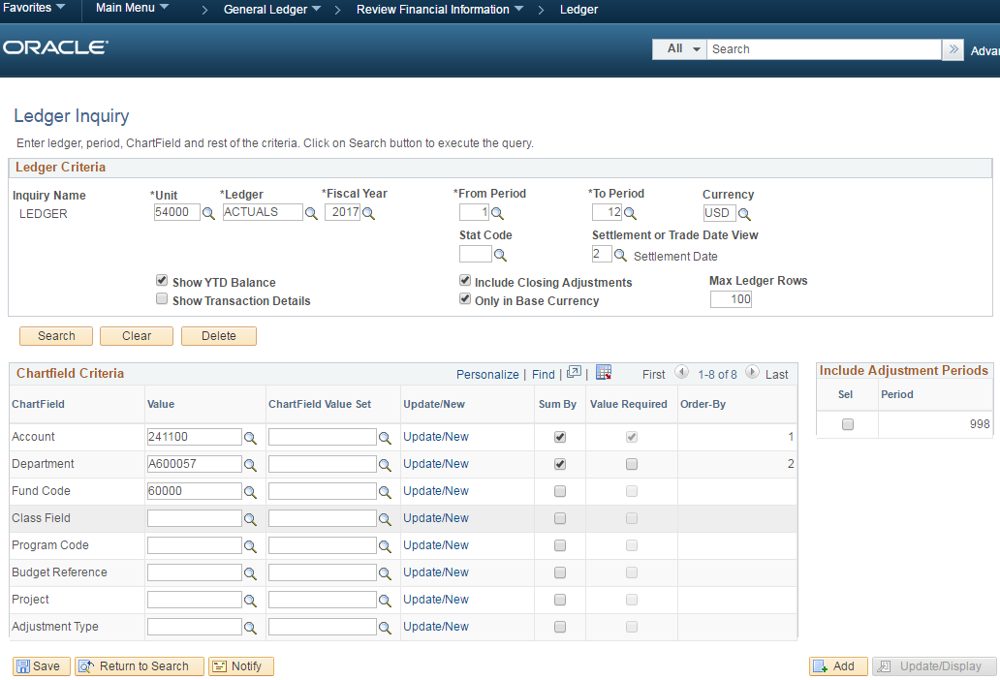 Favorites Main Menu > General Ledger > Review Financial Information > Ledger
ORACLE
All Search » 
Ledger Inquiry
Enter ledger, period, ChartField and rest of the criteria. Click on Search button to execute the query.
Ledger Criteria
Inquiry Name *Unit *Ledger *Fiscal Year *From Period *To Period Currency
LEDGER 54000 ACTUALS 2017 1 12 USD
Stat Code Settlement or Trade Date View
2 Settlement Date
Show YTD Balance Include Closing Adjustments Max Ledger Rows
Show Transaction Details Only in Base Currency 100
Search Clear Delete
Chartfield Criteria Personalize | Find | | First 1-8 of 8 Last
ChartField Value ChartField Value Set Update/New Sum By Value Required Order-By
Account 241100 Update/New 1
Department A600057 Update/New 2
Fund Code 60000 Update/New
Class Field Update/New
Program Code Update/New
Budget Reference Update/New
Project Update/New
Adjustment Type Update/New
Include Adjustment Periods
Sel Period
998
Save Return to Search Notify Add Update/Display